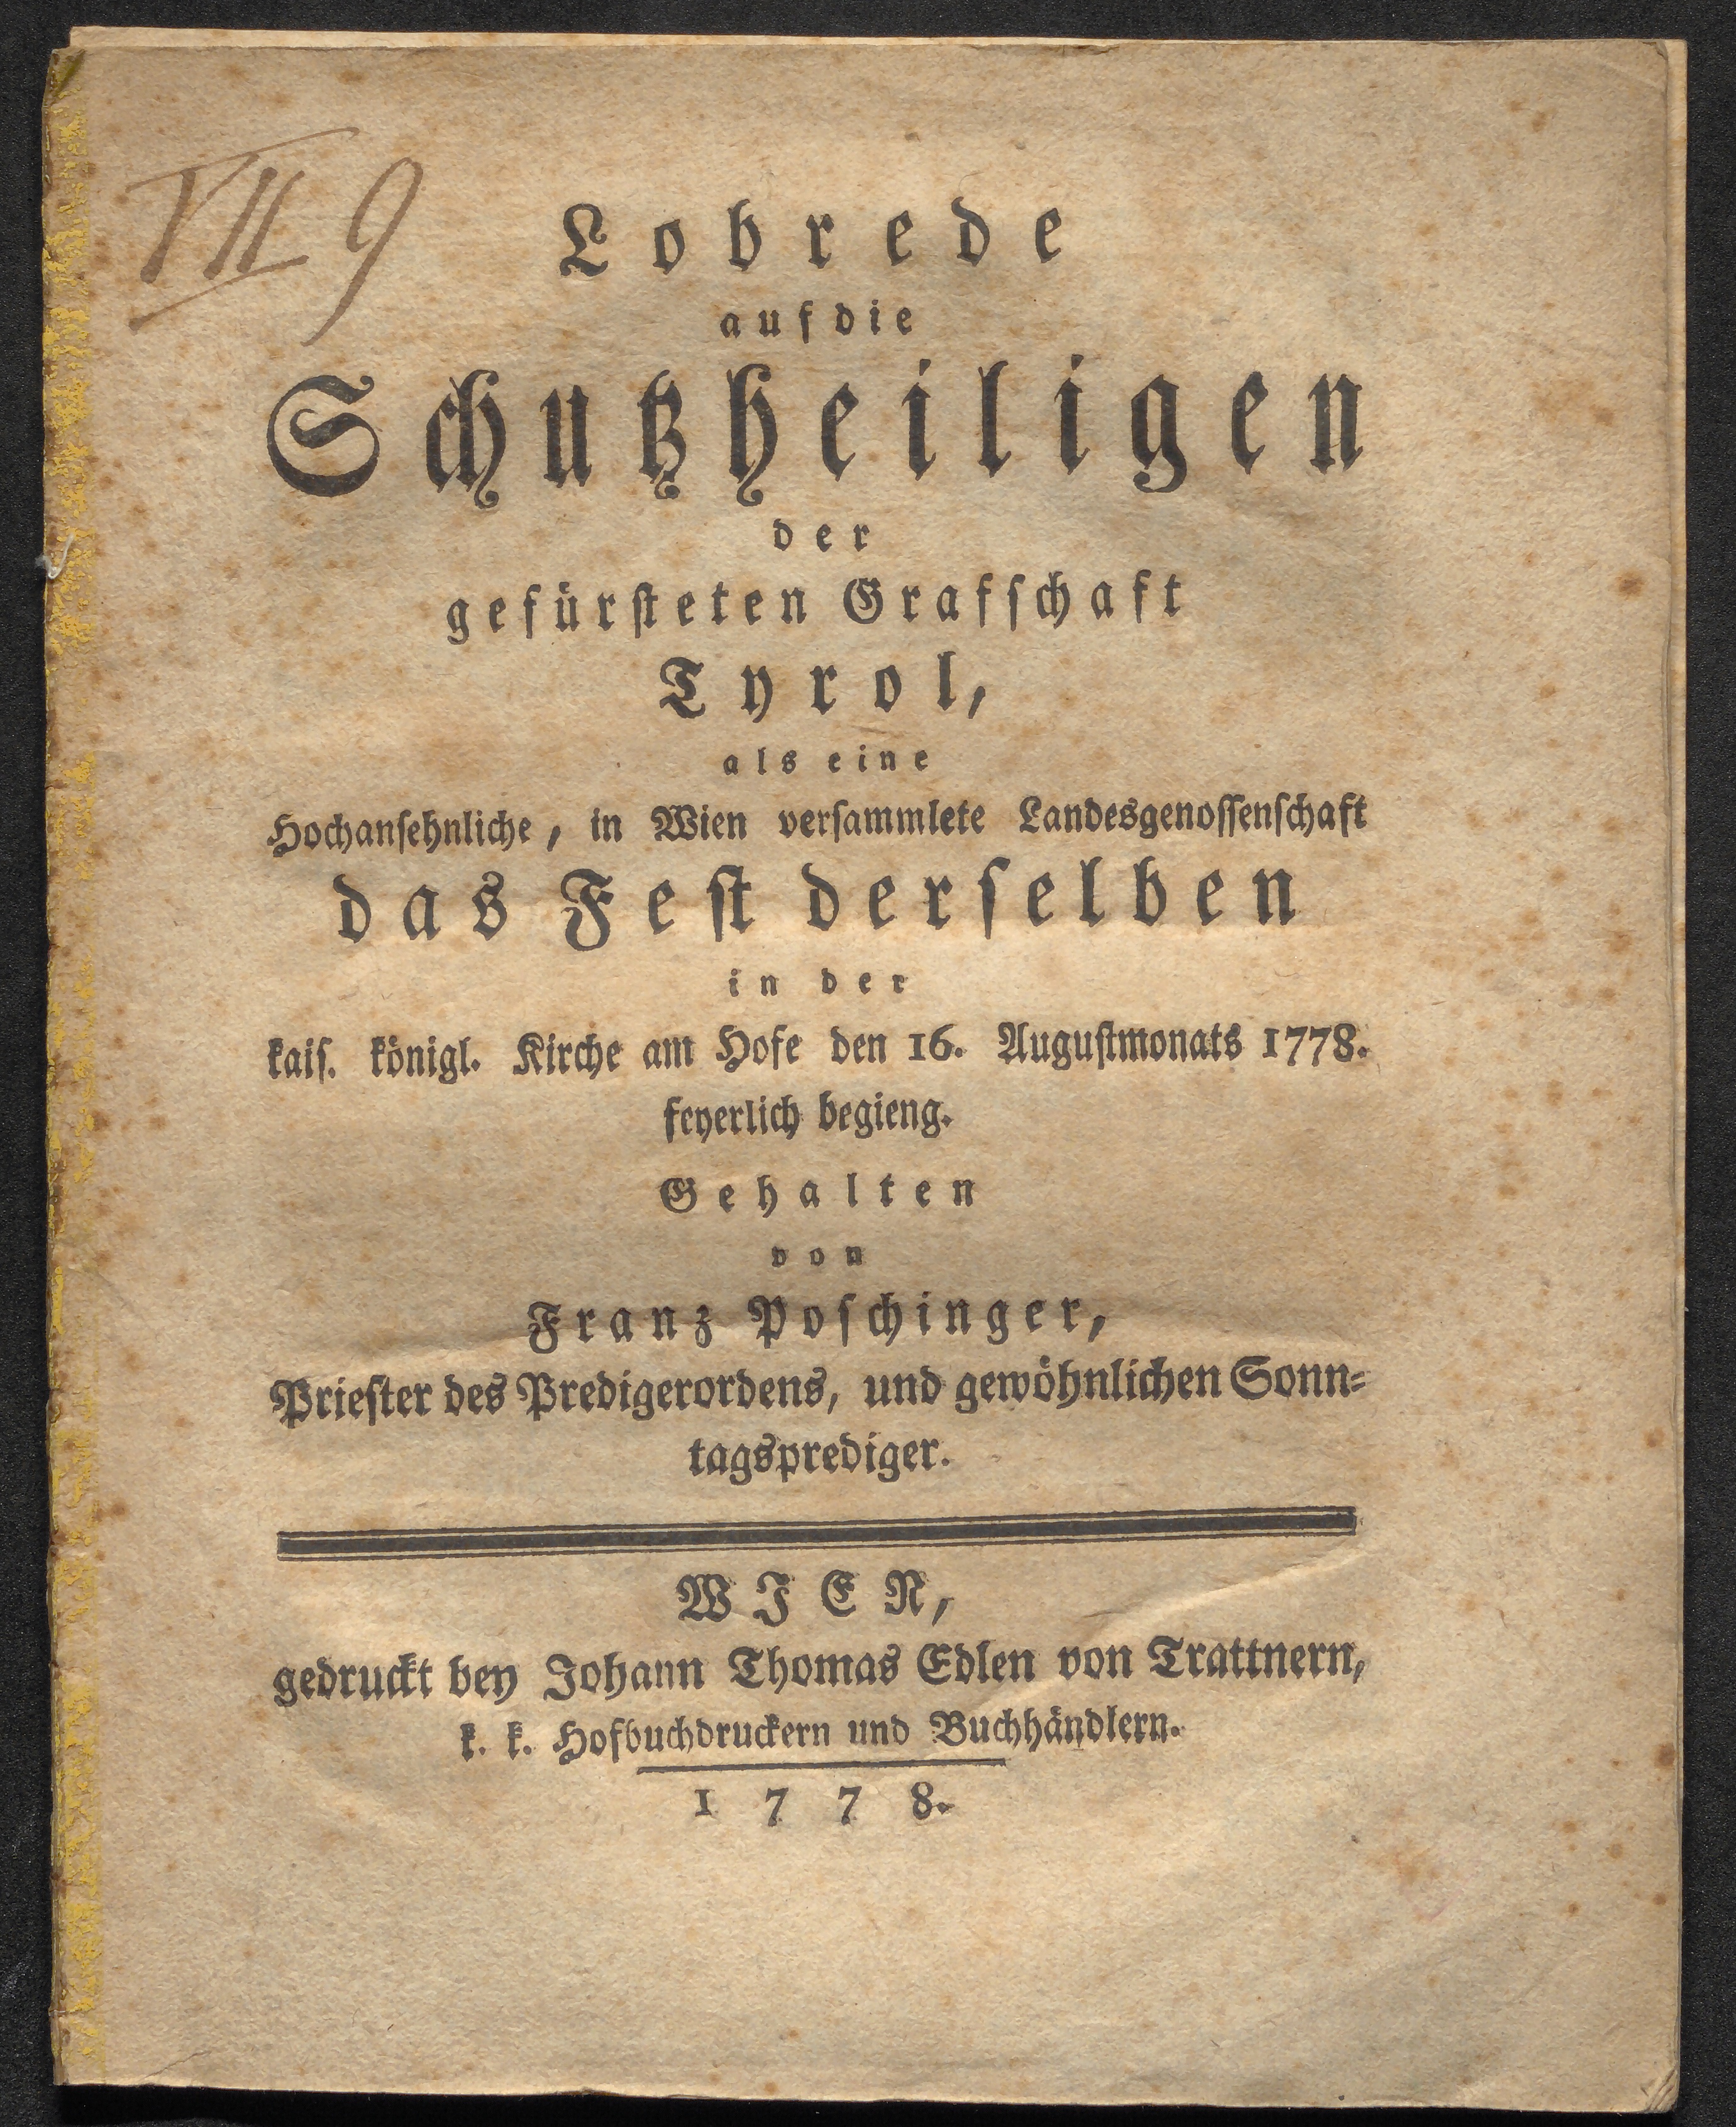 VII 9
Lobrede
auf die
Schutzheiligen
der
gefürsteten Grafschaft
Tyrol,
als eine
Hochansehnliche, in Wien versammlete Landesgenossenschaft
das Fest derselben
in der
kais. königl. Kirche am Hofe den 16. Augustmonats 1778.
feyerlich begieng.
Gehalten
von
Franz Poschinger,
Priester des Predigerordens, und gewöhnlichen Sonn-
tagsprediger.
WIEN,
gedruckt bey Johann Thomas Edlen von Trattnern,
k. k. Hofbuchdruckern und Buchhändlern.
1778.